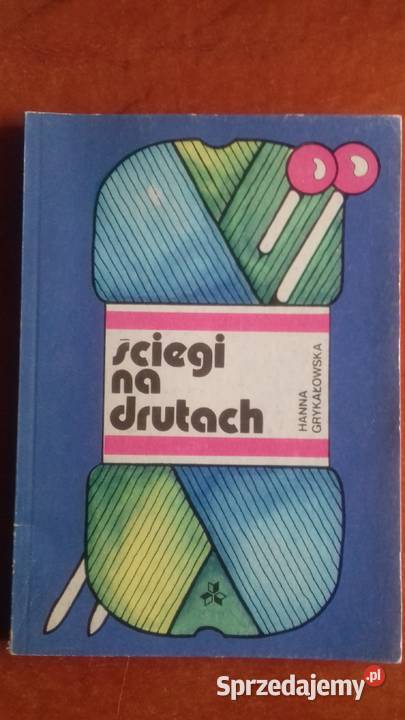 ściegi
na
drutach
HANNA
GRYKAŁOWSKA
Sprzedajemy.pl